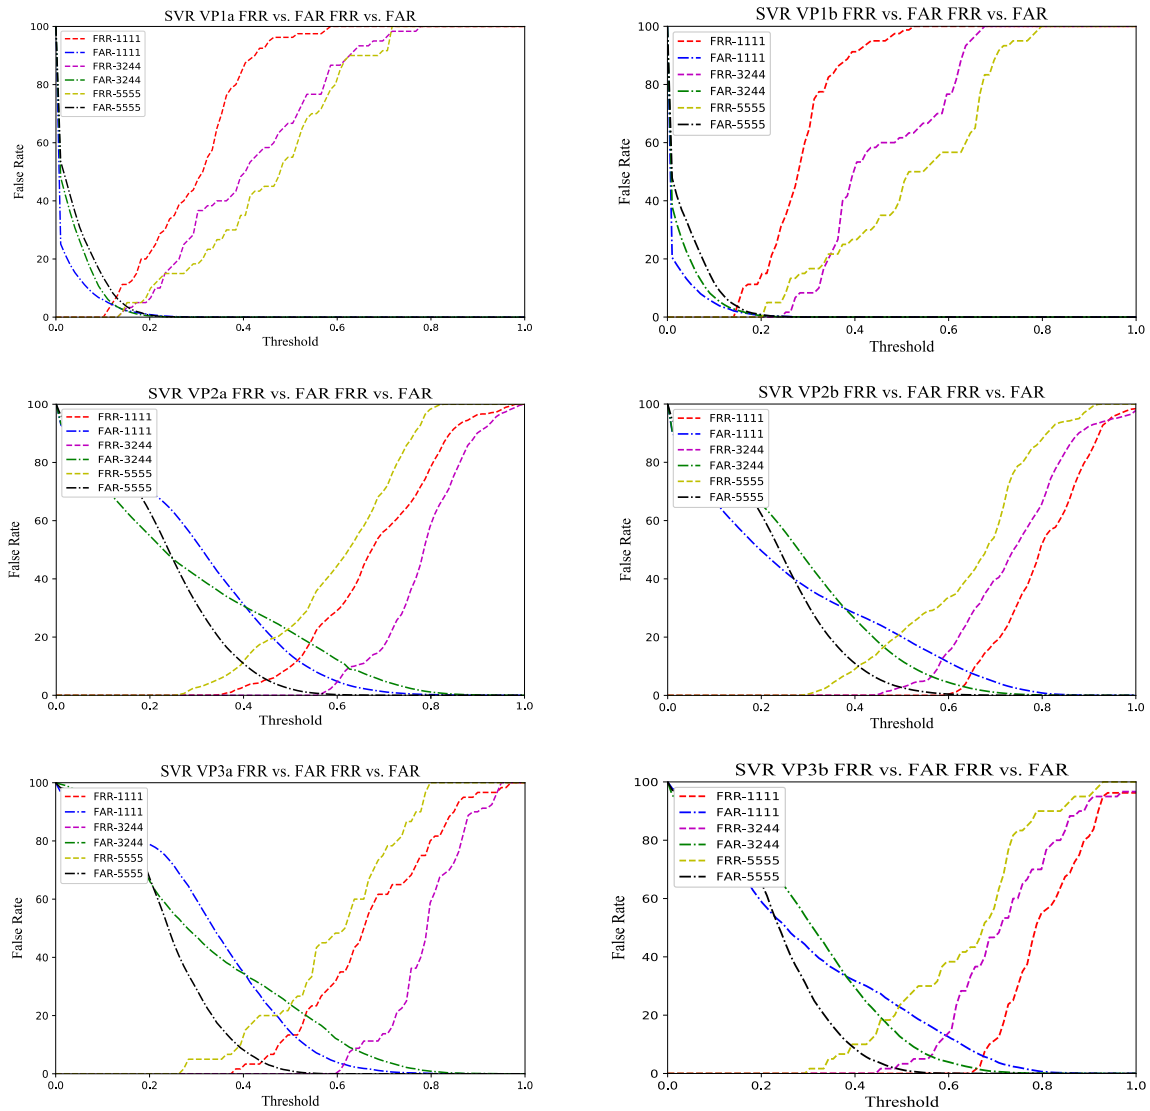 SVR VP1a FRR vs. FAR FRR vs. FAR
100
80
60
40
20
0
False Rate
FRR-1111
FAR-1111
FRR-3244
FAR-3244
FRR-5555
FAR-5555
0.0 0.2 0.4 0.6 0.8 1.0
Threshold
SVR VP1b FRR vs. FAR FRR vs. FAR
100
80
60
40
20
0
False Rate
FRR-1111
FAR-1111
FRR-3244
FAR-3244
FRR-5555
FAR-5555
0.0 0.2 0.4 0.6 0.8 1.0
Threshold
SVR VP2a FRR vs. FAR FRR vs. FAR
100
80
60
40
20
0
False Rate
FRR-1111
FAR-1111
FRR-3244
FAR-3244
FRR-5555
FAR-5555
0.0 0.2 0.4 0.6 0.8 1.0
Threshold
SVR VP2b FRR vs. FAR FRR vs. FAR
100
80
60
40
20
0
False Rate
FRR-1111
FAR-1111
FRR-3244
FAR-3244
FRR-5555
FAR-5555
0.0 0.2 0.4 0.6 0.8 1.0
Threshold
SVR VP3a FRR vs. FAR FRR vs. FAR
100
80
60
40
20
0
False Rate
FRR-1111
FAR-1111
FRR-3244
FAR-3244
FRR-5555
FAR-5555
0.0 0.2 0.4 0.6 0.8 1.0
Threshold
SVR VP3b FRR vs. FAR FRR vs. FAR
100
80
60
40
20
0
False Rate
FRR-1111
FAR-1111
FRR-3244
FAR-3244
FRR-5555
FAR-5555
0.0 0.2 0.4 0.6 0.8 1.0
Threshold